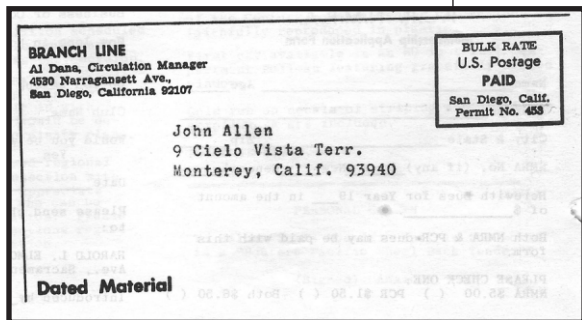 BRANCH LINE
Al Dana, Circulation Manager
4530 Narragansett Ave.,
San Diego, California 92107
BULK RATE
U.S. Postage
PAID
San Diego, Calif.
Permit No. 453
John Allen
9 Cielo Vista Terr.
Monterey, Calif. 93940
Dated Material